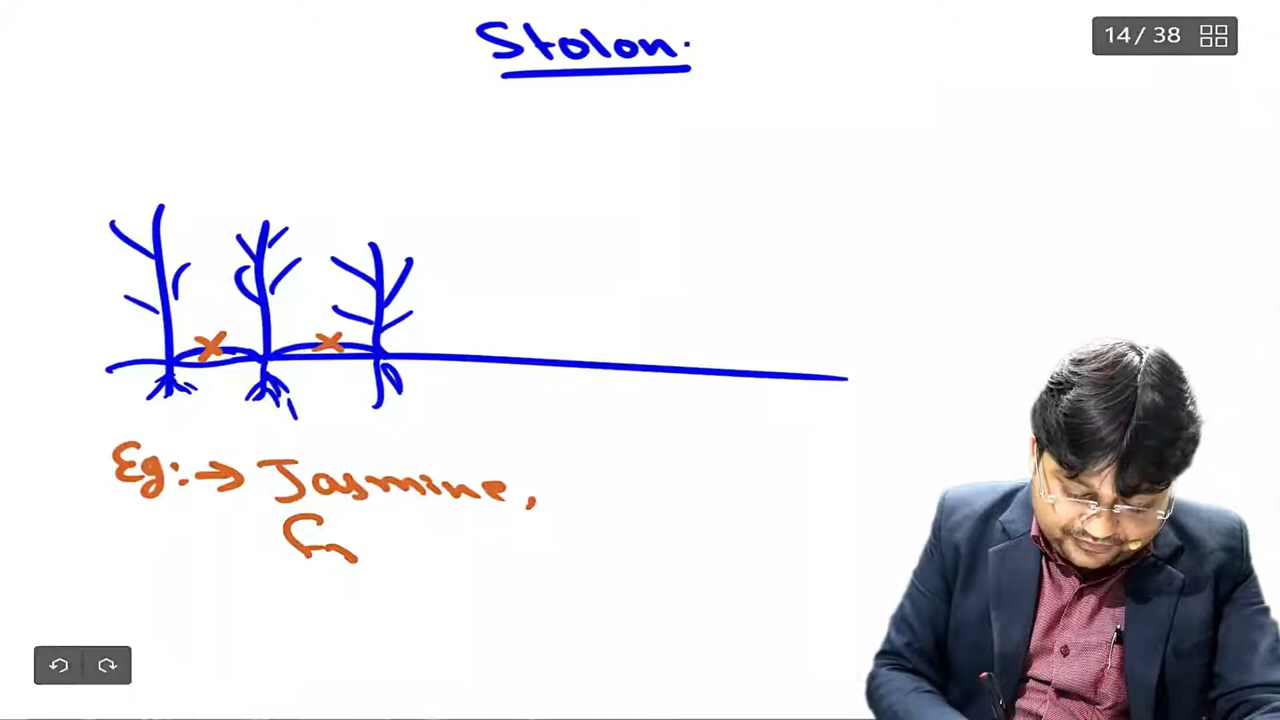 Stolon.
14 / 38
Eg:→ Jasmine,